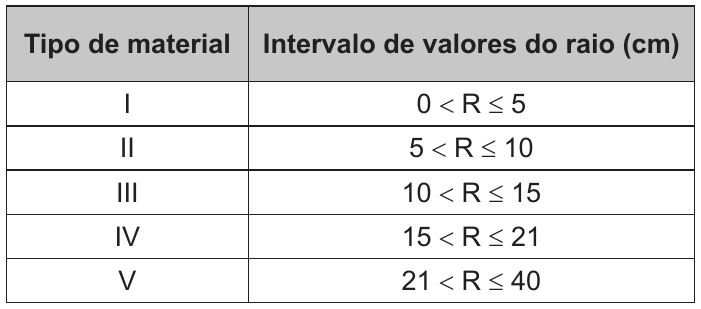 Tipo de material Intervalo de valores do raio (cm)
I 0 < R ≤ 5
II 5 < R ≤ 10
III 10 < R ≤ 15
IV 15 < R ≤ 21
V 21 < R ≤ 40